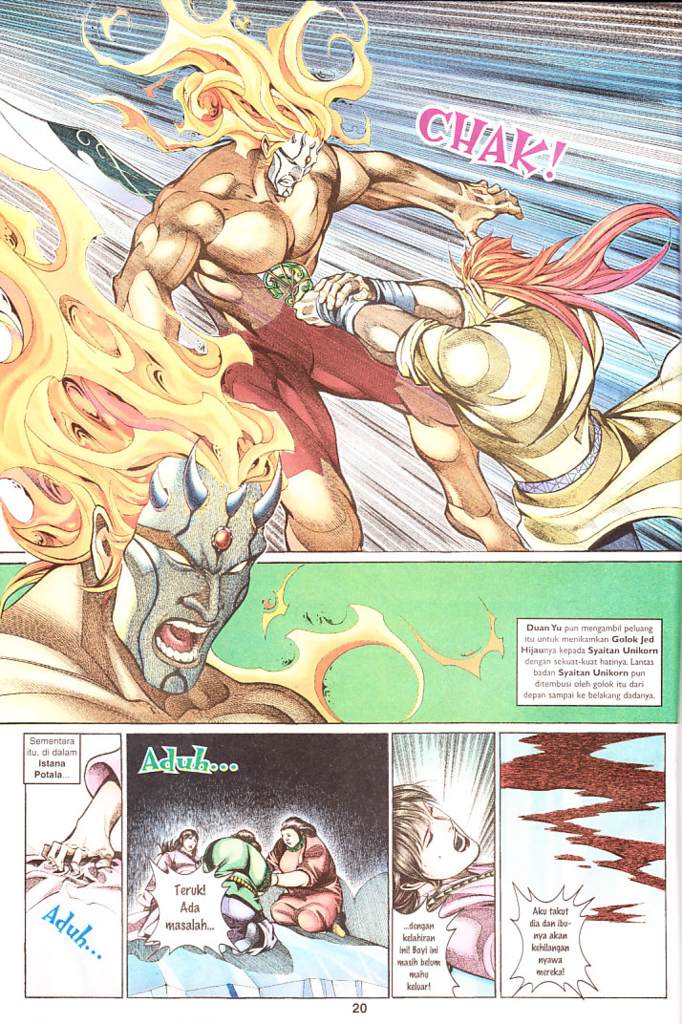 CHAK!
Duan Yu pun mengambil peluang
itu untuk menikamkan Golok Jed
Hijaunya kepada Syaitan Unikorn
dengan sekuat-kuat hatinya. Lantas
badan Syaitan Unikorn pun
ditembusi oleh golok itu dari
depan sampai ke belakang dadanya.
Sementara
itu, di dalam
Istana
Potala...
Aduh...
Aduh...
Teruk!
Ada
masalah...
...dengan
kelahiran
ini! Bayi ini
masih belum
mahu
keluar!
Aku takut
dia dan ibu-
nya akan
kehilangan
nyawa
mereka!
20